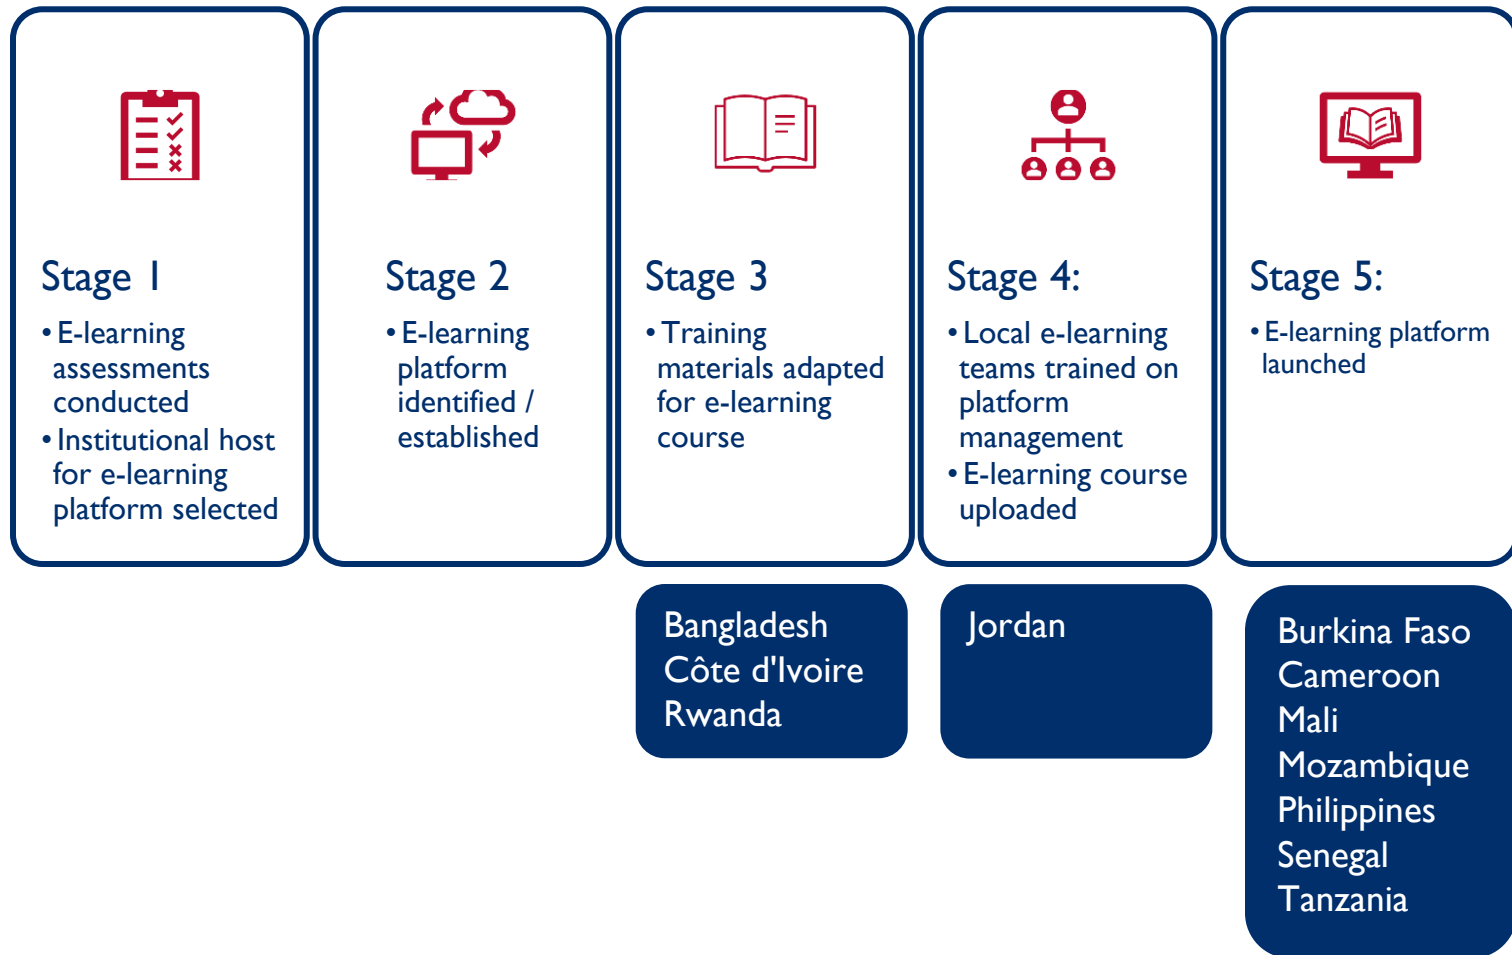 Stage 1
• E-learning
assessments
conducted
• Institutional host
for e-learning
platform selected
Stage 2
• E-learning
platform
identified /
established
Stage 3
• Training
materials adapted
for e-learning
course
Stage 4:
• Local e-learning
teams trained on
platform
management
• E-learning course
uploaded
Stage 5:
• E-learning platform
launched
Bangladesh
Côte d'Ivoire
Rwanda
Jordan
Burkina Faso
Cameroon
Mali
Mozambique
Philippines
Senegal
Tanzania